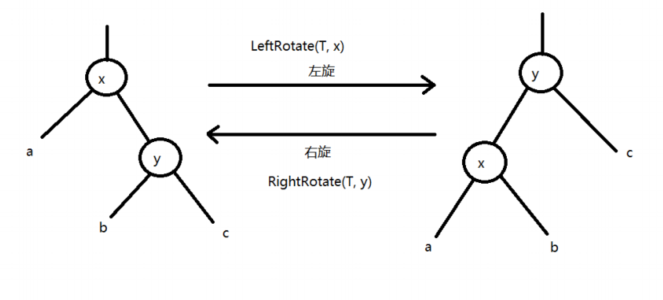 LeftRotate(T, x)
左旋
x
y
a
b
c
右旋
RightRotate(T, y)
y
x
c
a
b